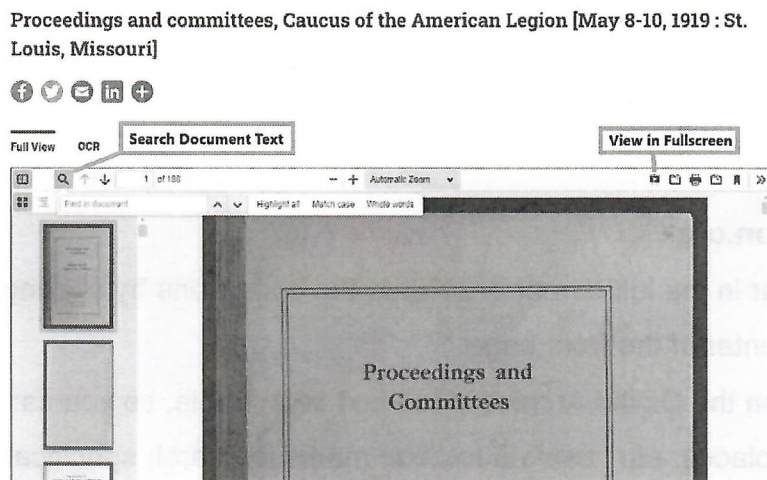 Proceedings and committees, Caucus of the American Legion [May 8-10, 1919 : St.
Louis, Missouri]
Full View
OCR
Search Document Text
View in Fullscreen
1 of 188
Automatic Zoom
Find in document
Highlight all
Match case
Whole words
Proceedings and
Committees